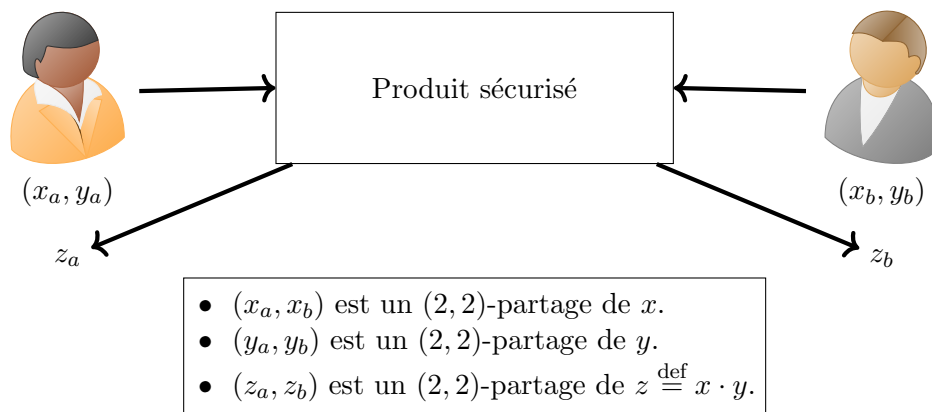 Produit sécurisé
(x_a, y_a)
(x_b, y_b)
z_a
z_b
• (x_a, x_b) est un (2, 2)-partage de x.
• (y_a, y_b) est un (2, 2)-partage de y.
• (z_a, z_b) est un (2, 2)-partage de z \stackrel{def}{=} x · y.